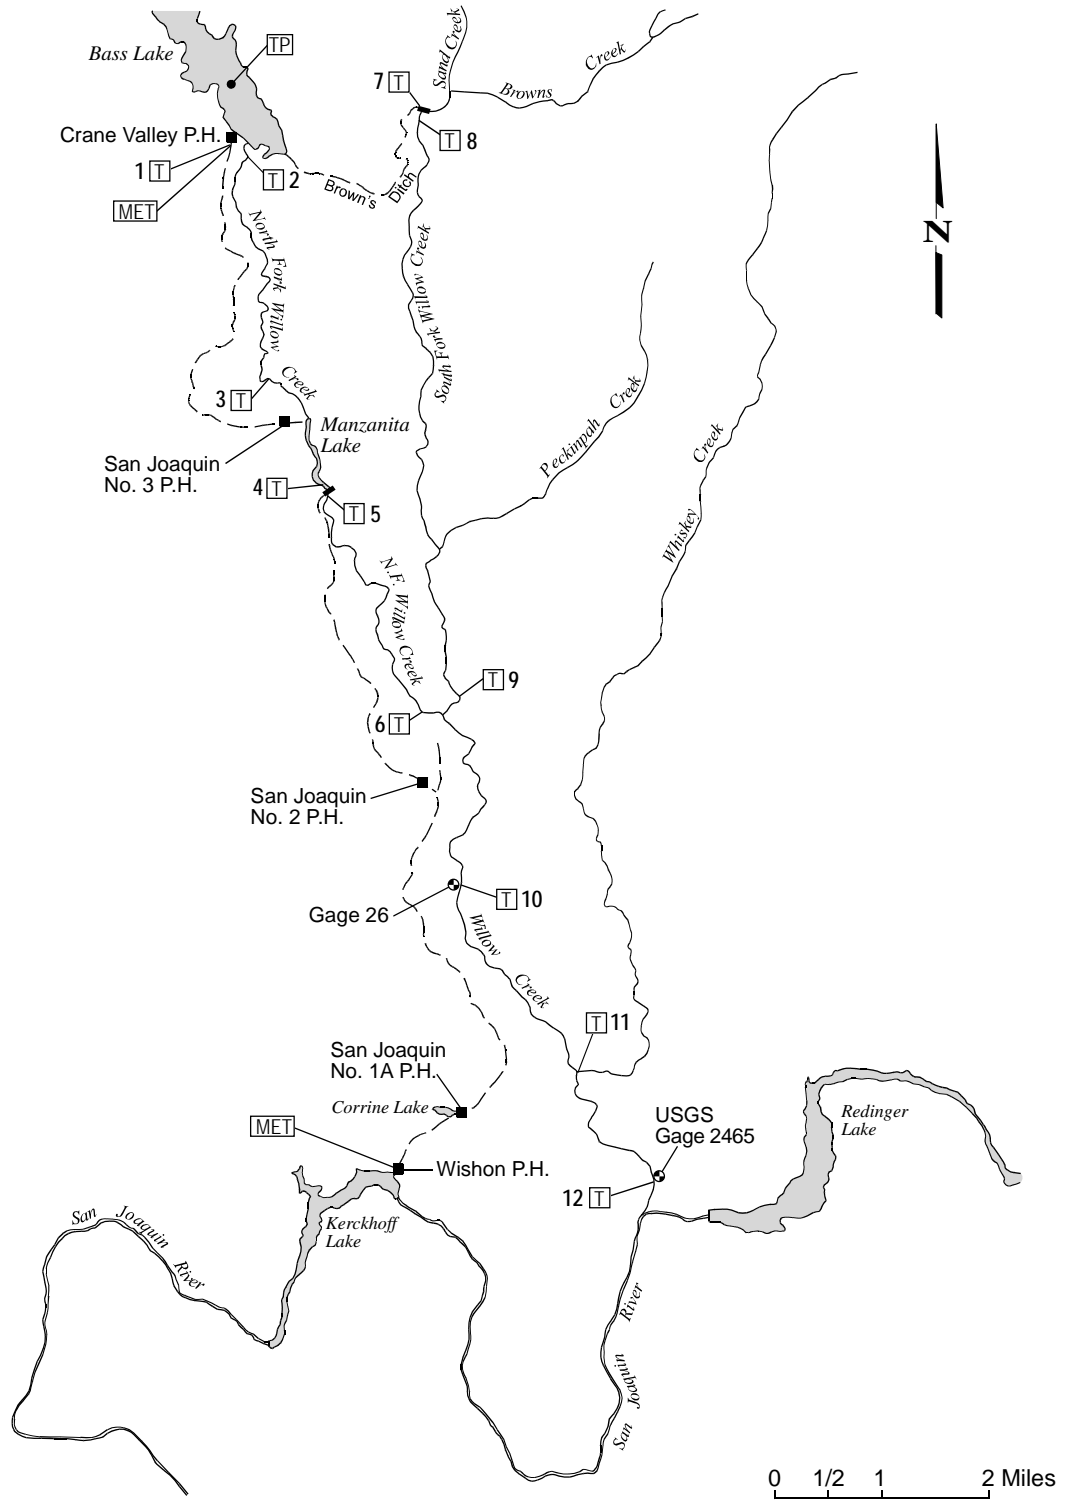 Bass Lake
TP
Sand Creek
Browns
Creek
7 T
T 8
Crane Valley P.H.
1 T
T 2
MET
Brown's
Ditch
N
North Fork Willow
Creek
South Fork Willow Creek
3 T
Manzanita
Lake
San Joaquin
No. 3 P.H.
4 T
T 5
Peckinpah Creek
Whiskey
Creek
N.F. Willow Creek
T 9
6 T
San Joaquin
No. 2 P.H.
T 10
Gage 26
Willow
Creek
T 11
San Joaquin
No. 1A P.H.
Corrine Lake
MET
Wishon P.H.
USGS
Gage 2465
Redinger
Lake
12 T
Kerckhoff
Lake
San Joaquin River
San Joaquin River
0 1/2 1 2 Miles